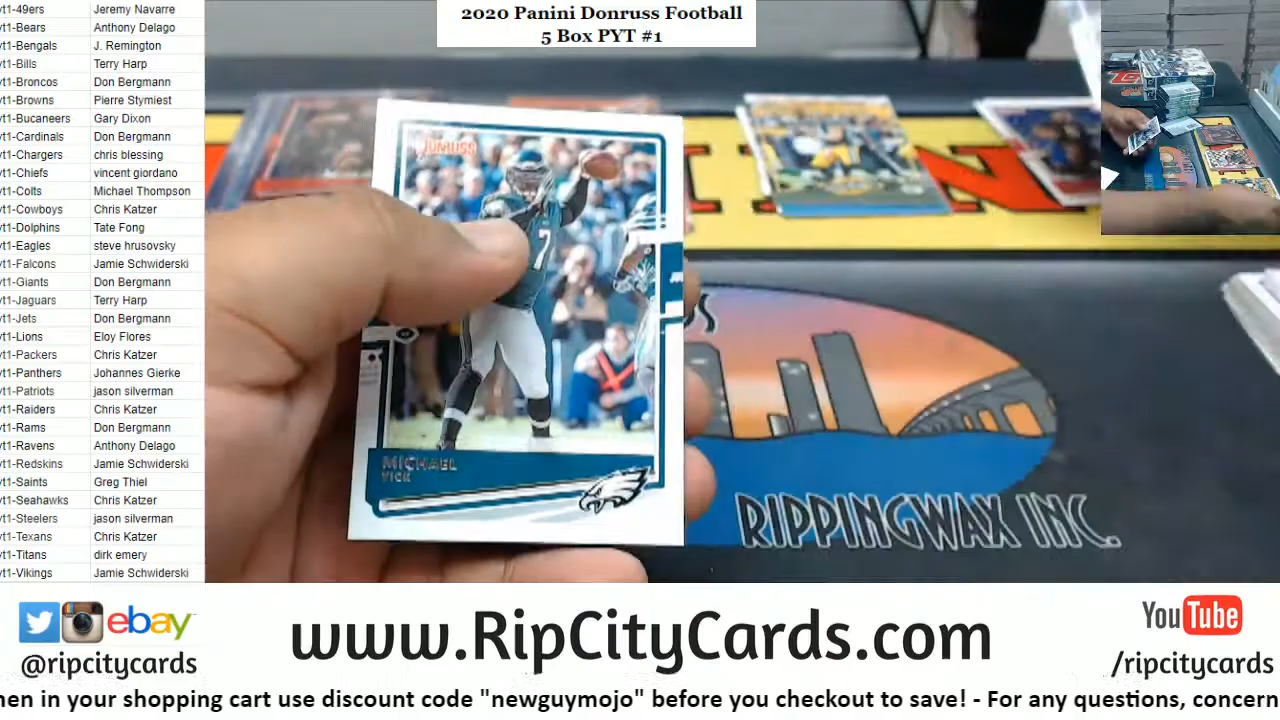 2020 Panini Donruss Football
5 Box PYT #1
yt1-49ers Jeremy Navarre
yt1-Bears Anthony Delago
yt1-Bengals J. Remington
yt1-Bills Terry Harp
yt1-Broncos Don Bergmann
yt1-Browns Pierre Stymiest
yt1-Bucaneers Gary Dixon
yt1-Cardinals Don Bergmann
yt1-Chargers chris blessing
yt1-Chiefs vincent giordano
yt1-Colts Michael Thompson
yt1-Cowboys Chris Katzer
yt1-Dolphins Tate Fong
yt1-Eagles steve hrusovsky
yt1-Falcons Jamie Schwiderski
yt1-Giants Don Bergmann
yt1-Jaguars Terry Harp
yt1-Jets Don Bergmann
yt1-Lions Eloy Flores
yt1-Packers Chris Katzer
yt1-Panthers Johannes Gierke
yt1-Patriots jason silverman
yt1-Raiders Chris Katzer
yt1-Rams Don Bergmann
yt1-Ravens Anthony Delago
yt1-Redskins Jamie Schwiderski
yt1-Saints Greg Thiel
yt1-Seahawks Chris Katzer
yt1-Steelers jason silverman
yt1-Texans Chris Katzer
yt1-Titans dirk emery
yt1-Vikings Jamie Schwiderski
DONRUSS
7
MICHAEL
VICK
RIPPINGWAX INC.
ebay
@ripcitycards
www.RipCityCards.com
YouTube
/ripcitycards
hen in your shopping cart use discount code "newguymojo" before you checkout to save! - For any questions, concern